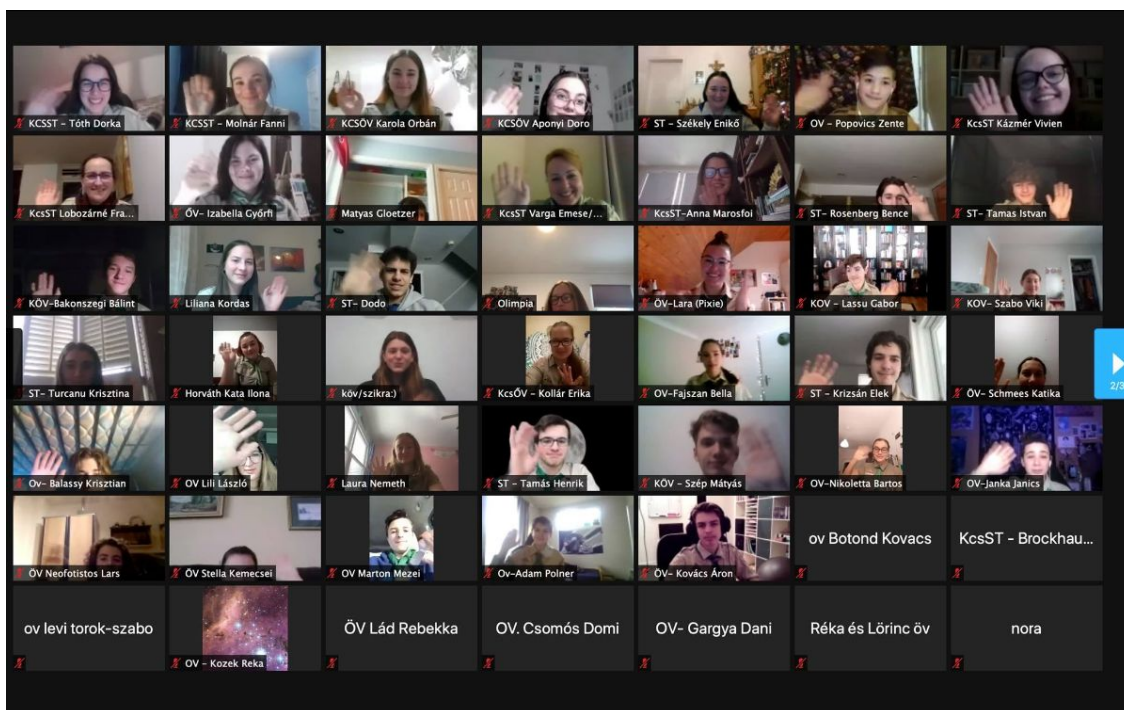 KCSST - Tóth Dorka
KCSST - Molnár Fanni
KCSÖV Karola Orbán
KCSÖV Aponyi Doro
ST - Székely Enikő
OV - Popovics Zente
KcsST Kázmér Vivien
KcsST Lobozárné Fra...
ŐV- Izabella Győrfi
Matyas Gloetzer
KcsST Varga Emese/...
KcsST-Anna Marosfoi
ST- Rosenberg Bence
ST- Tamas Istvan
KÖV-Bakonszegi Bálint
Liliana Kordas
ST- Dodo
Olimpia
ÖV-Lara (Pixie)
KOV - Lassu Gabor
KOV- Szabo Viki
ST- Turcanu Krisztina
Horváth Kata Ilona
köv/szikra:)
KcsŐV - Kollár Erika
OV-Fajszan Bella
ST - Krizsán Elek
ÖV- Schmees Katika
2/3
Ov- Balassy Krisztian
OV Lili László
Laura Nemeth
ST - Tamás Henrik
KÖV - Szép Mátyás
OV-Nikoletta Bartos
OV-Janka Janics
ÖV Neofotistos Lars
ÖV Stella Kemecsei
OV Marton Mezei
Ov-Adam Polner
ÖV- Kovács Áron
ov Botond Kovacs
KcsST - Brockhau...
ov levi torok-szabo
OV - Kozek Reka
ÖV Lád Rebekka
OV. Csomós Domi
OV- Gargya Dani
Réka és Lörinc öv
nora